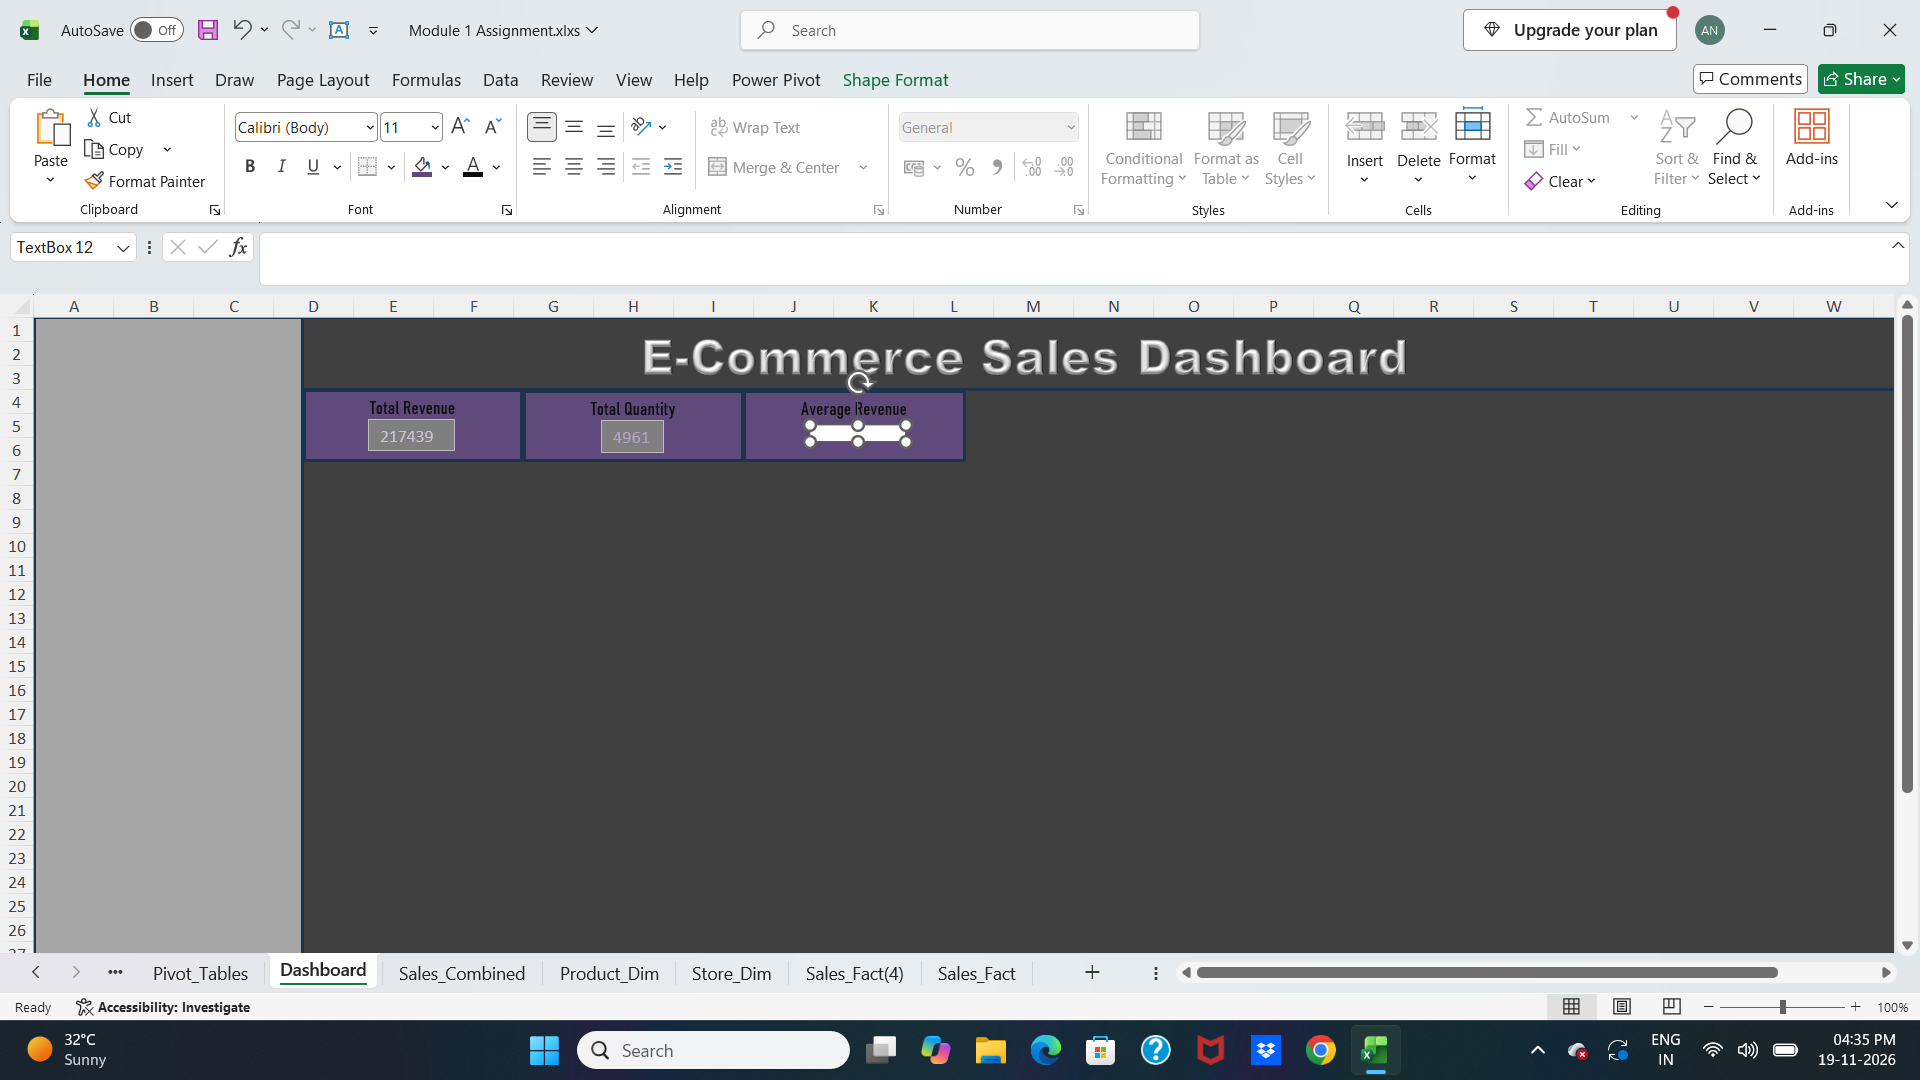 AutoSave Off Module 1 Assignment.xlxs Search Upgrade your plan AN
File Home Insert Draw Page Layout Formulas Data Review View Help Power Pivot Shape Format Comments Share
Paste Cut Copy Format Painter Clipboard
Calibri (Body) 11 B I U A Font
Wrap Text Merge & Center Alignment
General % Number
Conditional Formatting Format as Table Cell Styles Styles
Insert Delete Format Cells
AutoSum Fill Clear Sort & Filter Find & Select Editing
Add-ins Add-ins
TextBox 12 fx
A B C D E F G H I J K L M N O P Q R S T U V W
1
2 E-Commerce Sales Dashboard
3
4 Total Revenue Total Quantity Average Revenue
5 217439 4961
6
7
8
9
10
11
12
13
14
15
16
17
18
19
20
21
22
23
24
25
26
27
Pivot_Tables Dashboard Sales_Combined Product_Dim Store_Dim Sales_Fact(4) Sales_Fact
Ready Accessibility: Investigate 100%
32°C Search ENG 04:35 PM
Sunny IN 19-11-2026